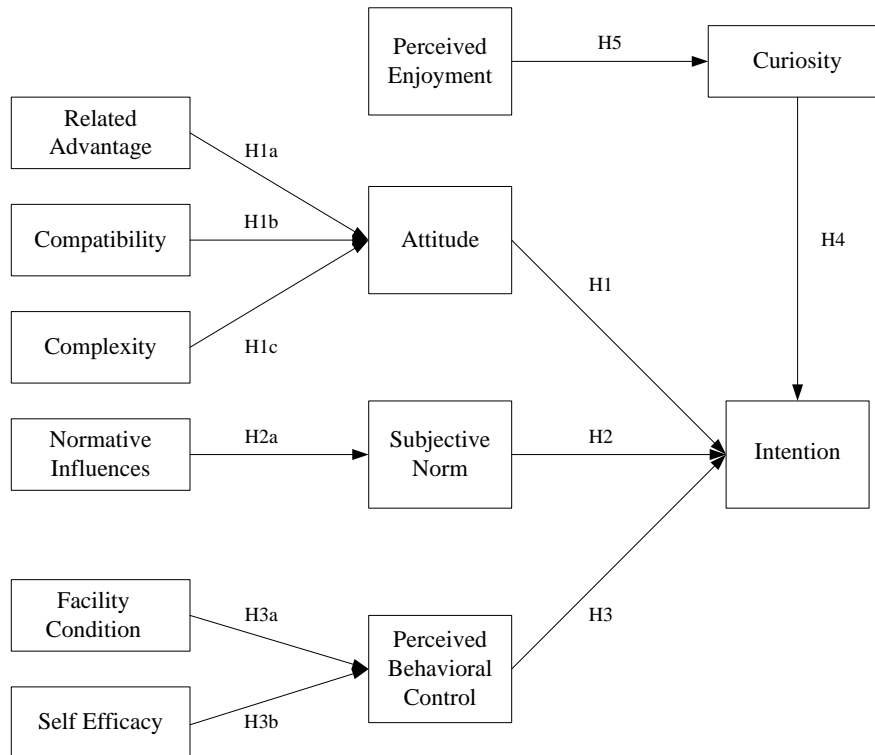 Perceived
Enjoyment
H5
Curiosity
Related
Advantage
H1a
Compatibility
H1b
Attitude
H4
H1
Complexity
H1c
Normative
Influences
H2a
Subjective
Norm
H2
Intention
Facility
Condition
H3a
H3
Perceived
Behavioral
Control
Self Efficacy
H3b